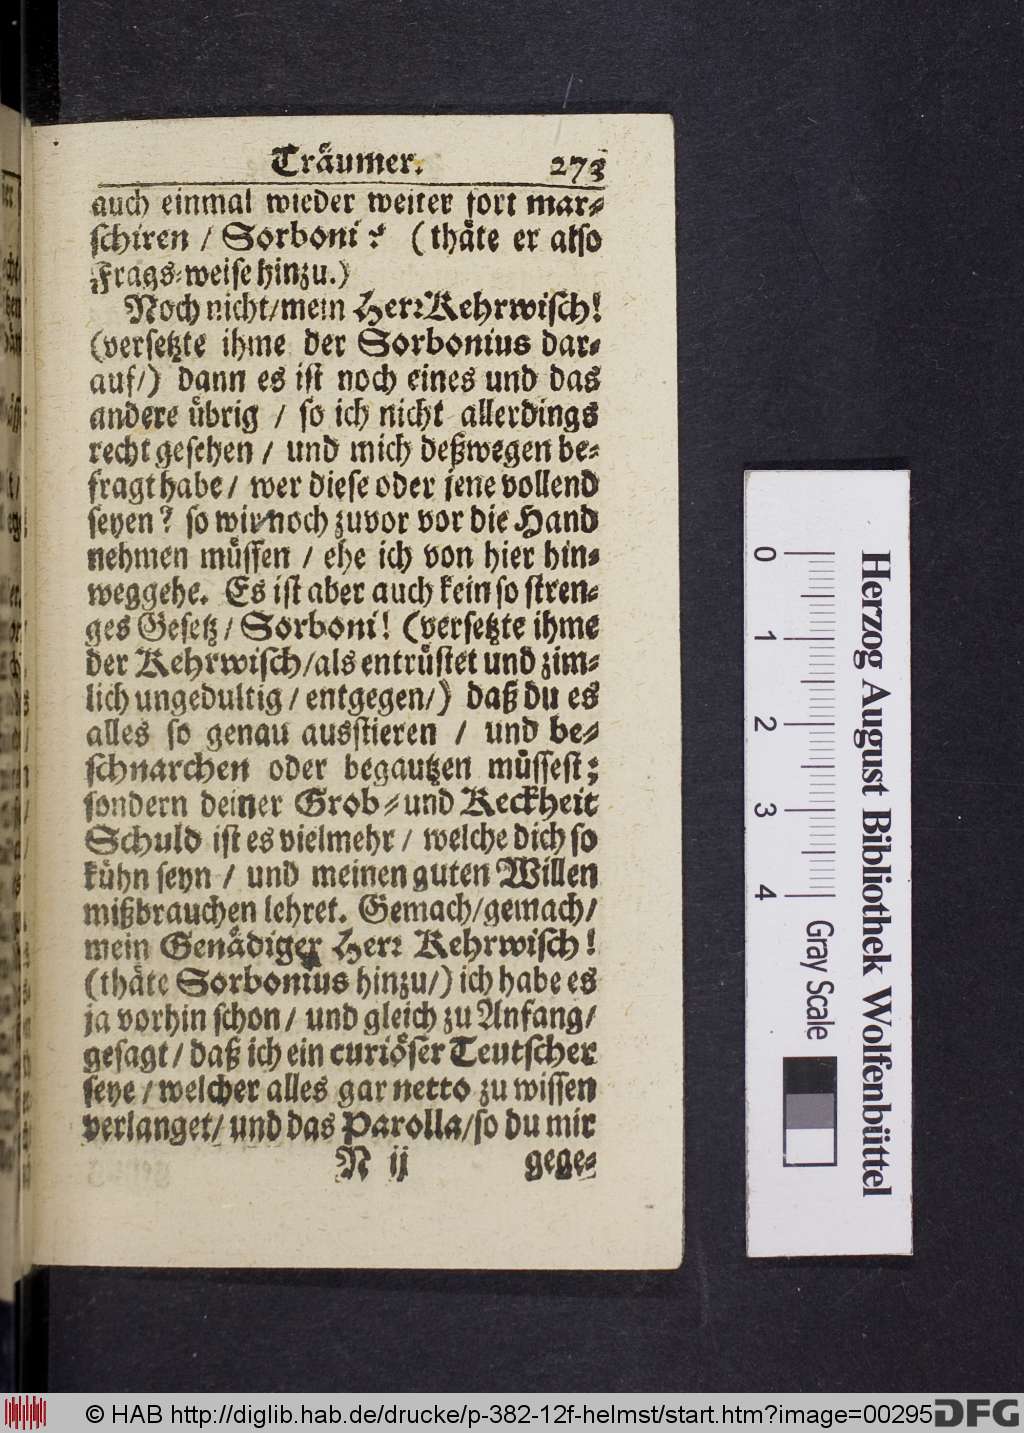 Träumer. 273
auch einmal wieder weiter fort mar-
schiren / Sorboni? (thäte er also
Frags-weise hinzu.)
Noch nicht/mein Herr Kehrwisch!
(versetzte ihme der Sorbonius dar-
auf/) dann es ist noch eines und das
andere übrig / so ich nicht allerdings
recht gesehen / und mich deßwegen be-
fragt habe / wer diese oder jene vollend
seyen? so wir noch zuvor vor die Hand
nehmen müssen / ehe ich von hier hin-
weggehe. Es ist aber auch kein so stren-
ges Gesetz / Sorboni! (versetzte ihme
der Kehrwisch/als entrüstet und zim-
lich ungedultig / entgegen/) daß du es
alles so genau ausstieren / und be-
schnarchen oder begautzen müssest;
sondern deiner Grob- und Keckheit
Schuld ist es vielmehr / welche dich so
kühn seyn / und meinen guten Willen
mißbrauchen lehret. Gemach/gemach/
mein Genädiger Herr Kehrwisch!
(thäte Sorbonius hinzu/) ich habe es
ja vorhin schon / und gleich zu Anfang/
gesagt / daß ich ein curiöser Teutscher
seye / welcher alles gar netto zu wissen
verlanget/ und das Parolla/so du mir
N ij gege-
0 1 2 3 4 Gray Scale
Herzog August Bibliothek Wolfenbüttel
© HAB http://diglib.hab.de/drucke/p-382-12f-helmst/start.htm?image=00295 DFG